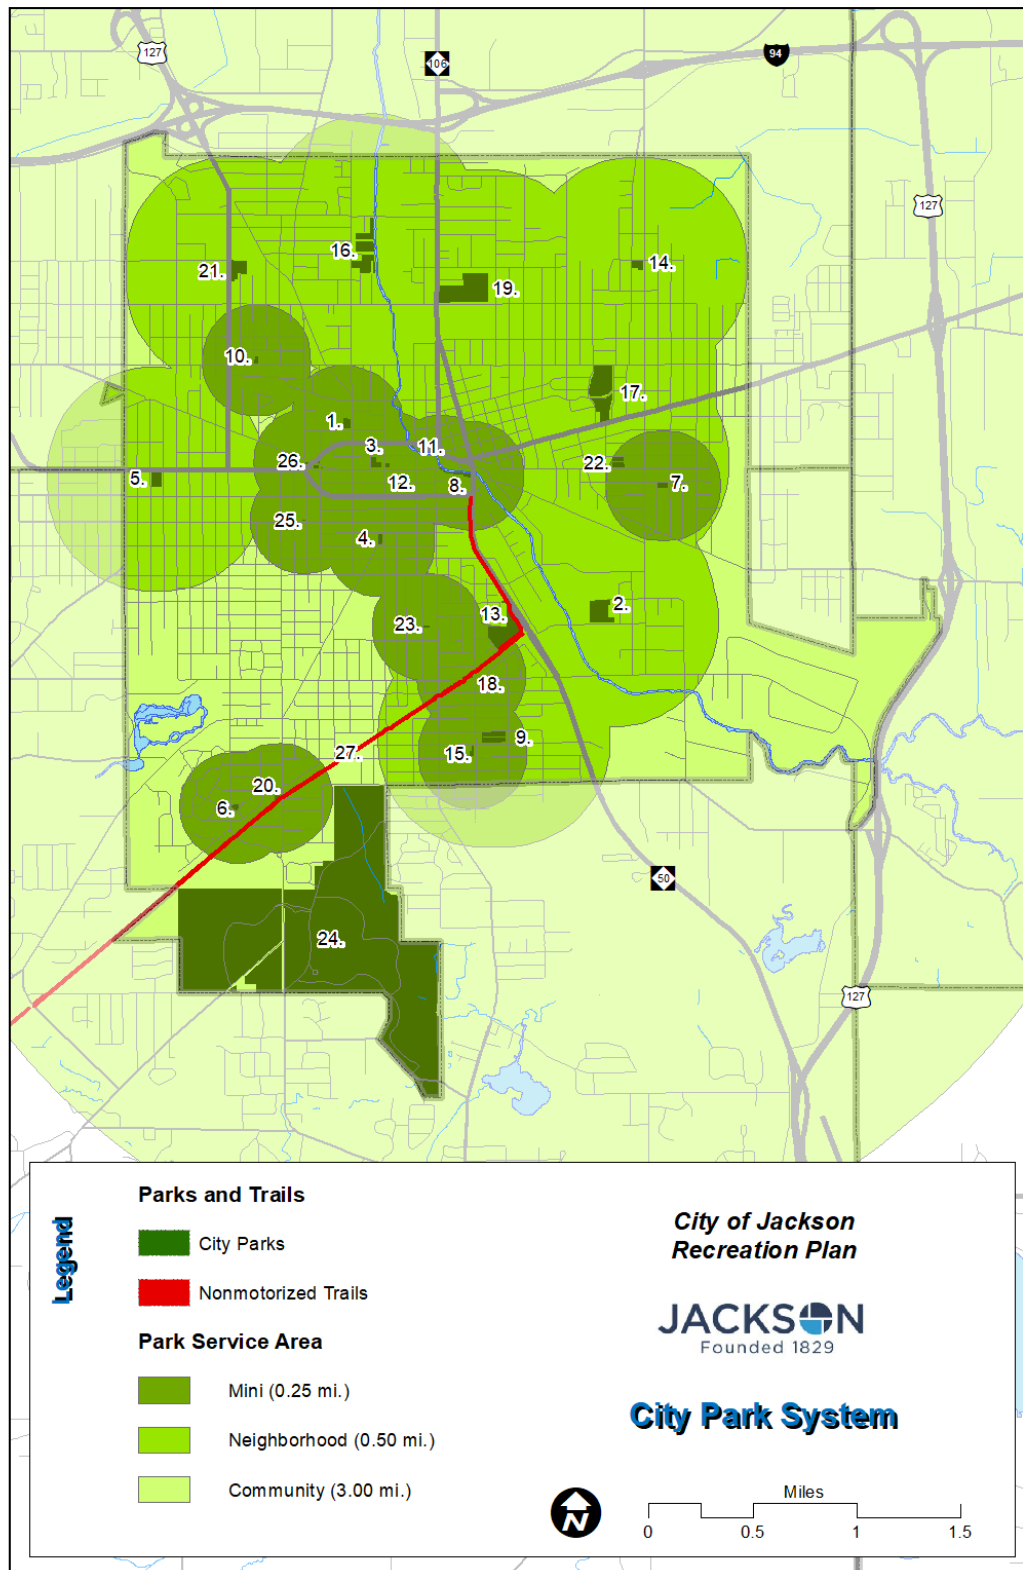 127
106
94
127
16.
21.
14.
19.
10.
17.
1.
3.
11.
26.
22.
5.
12.
8.
7.
25.
4.
13.
2.
23.
18.
9.
15.
27.
20.
6.
50
24.
127
Legend
Parks and Trails
City Parks
Nonmotorized Trails
Park Service Area
Mini (0.25 mi.)
Neighborhood (0.50 mi.)
Community (3.00 mi.)
City of Jackson
Recreation Plan
JACKSON
Founded 1829
City Park System
N
Miles
0 0.5 1 1.5